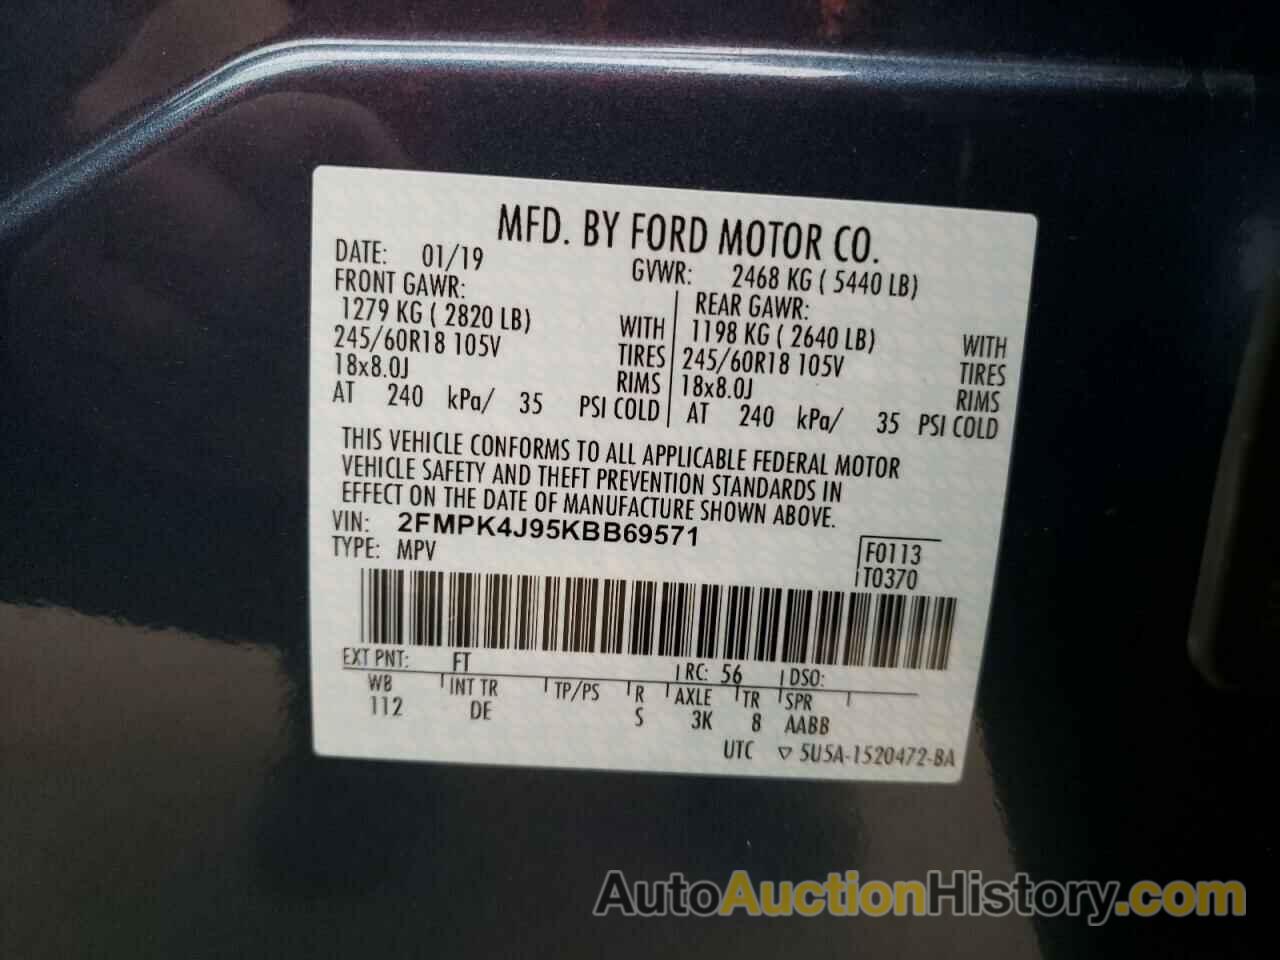 MFD. BY FORD MOTOR CO.
DATE: 01/19 GVWR: 2468 KG ( 5440 LB)
FRONT GAWR: REAR GAWR:
1279 KG ( 2820 LB) WITH 1198 KG ( 2640 LB) WITH
245/60R18 105V TIRES 245/60R18 105V TIRES
18x8.0J RIMS 18x8.0J RIMS
AT 240 kPa/ 35 PSI COLD AT 240 kPa/ 35 PSI COLD
THIS VEHICLE CONFORMS TO ALL APPLICABLE FEDERAL MOTOR
VEHICLE SAFETY AND THEFT PREVENTION STANDARDS IN
EFFECT ON THE DATE OF MANUFACTURE SHOWN ABOVE.
VIN: 2FMPK4J95KBB69571
TYPE: MPV F0113
T0370
EXT PNT: FT RC: 56 DSO:
WB INT TR TP/PS R AXLE TR SPR
112 DE S 3K 8 AABB
UTC ▽ 5U5A-1520472-BA
AutoAuctionHistory.com